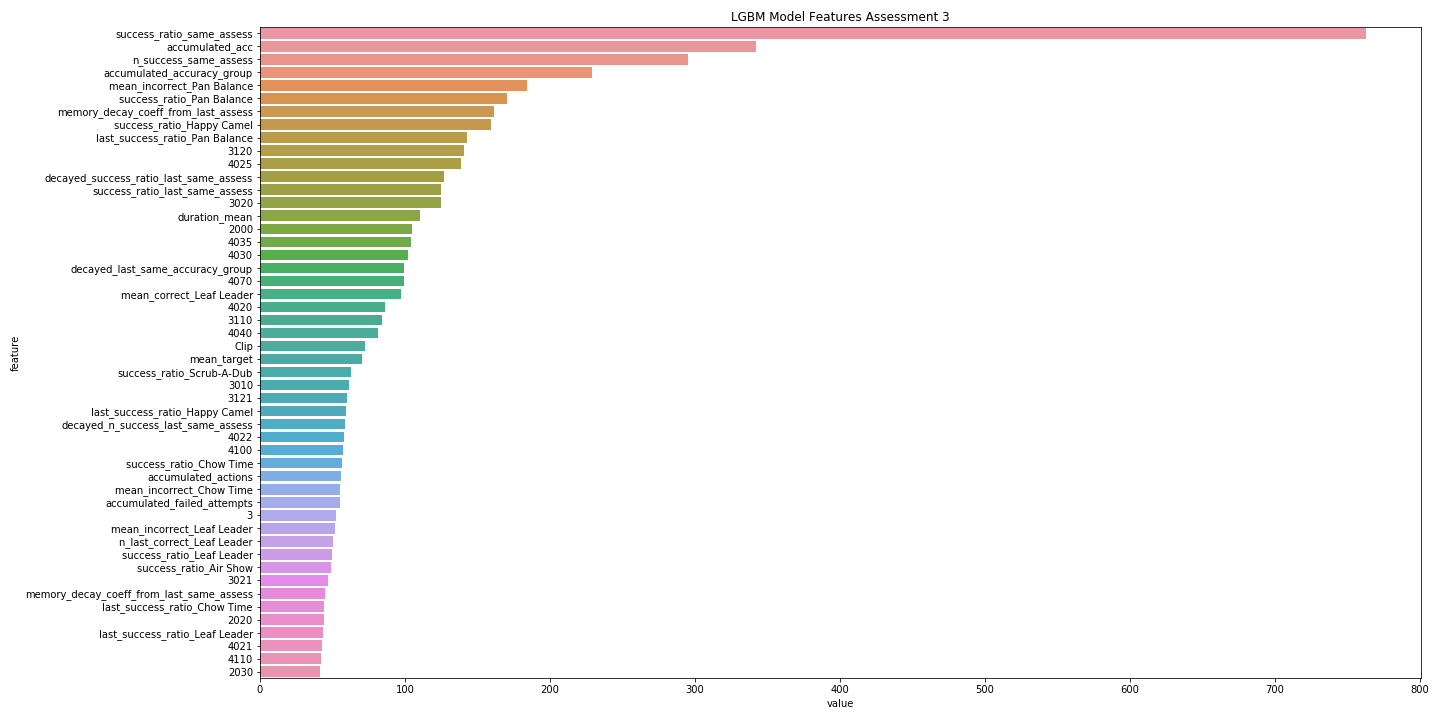 LGBM Model Features Assessment 3
success_ratio_same_assess
accumulated_acc
n_success_same_assess
accumulated_accuracy_group
mean_incorrect_Pan Balance
success_ratio_Pan Balance
memory_decay_coeff_from_last_assess
success_ratio_Happy Camel
last_success_ratio_Pan Balance
3120
4025
decayed_success_ratio_last_same_assess
success_ratio_last_same_assess
3020
duration_mean
2000
4035
4030
decayed_last_same_accuracy_group
4070
mean_correct_Leaf Leader
4020
3110
4040
Clip
mean_target
success_ratio_Scrub-A-Dub
3010
3121
last_success_ratio_Happy Camel
decayed_n_success_last_same_assess
4022
4100
success_ratio_Chow Time
accumulated_actions
mean_incorrect_Chow Time
accumulated_failed_attempts
3
mean_incorrect_Leaf Leader
n_last_correct_Leaf Leader
success_ratio_Leaf Leader
success_ratio_Air Show
3021
memory_decay_coeff_from_last_same_assess
last_success_ratio_Chow Time
2020
last_success_ratio_Leaf Leader
4021
4110
2030
feature
0 100 200 300 400 500 600 700 800
value